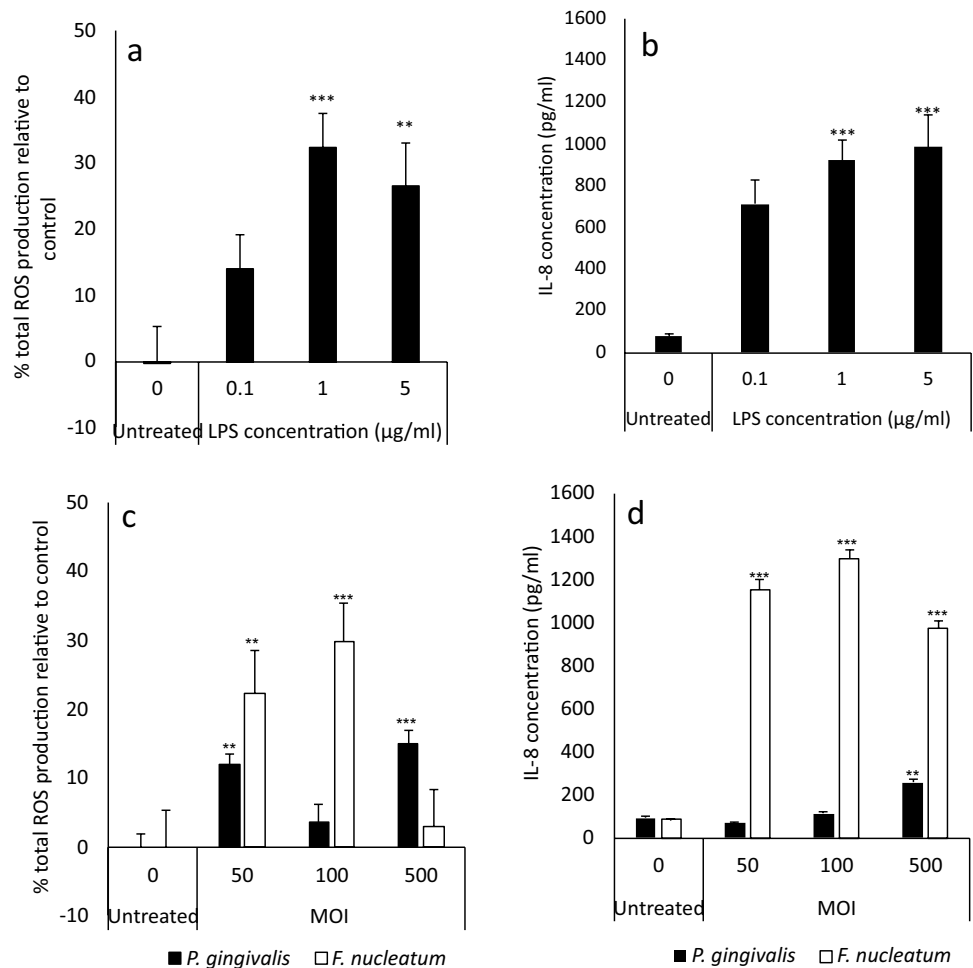 a
% total ROS production relative to
control
50
40
30
20
10
0
-10
***
**
0
0.1
1
5
Untreated
LPS concentration (µg/ml)
b
IL-8 concentration (pg/ml)
1600
1400
1200
1000
800
600
400
200
0
***
***
0
0.1
1
5
Untreated
LPS concentration (µg/ml)
c
% total ROS production relative to control
50
40
30
20
10
0
-10
**
**
***
***
0
50
100
500
Untreated
MOI
P. gingivalis
F. nucleatum
d
IL-8 concentration (pg/ml)
1600
1400
1200
1000
800
600
400
200
0
***
***
**
***
0
50
100
500
Untreated
MOI
P. gingivalis
F. nucleatum